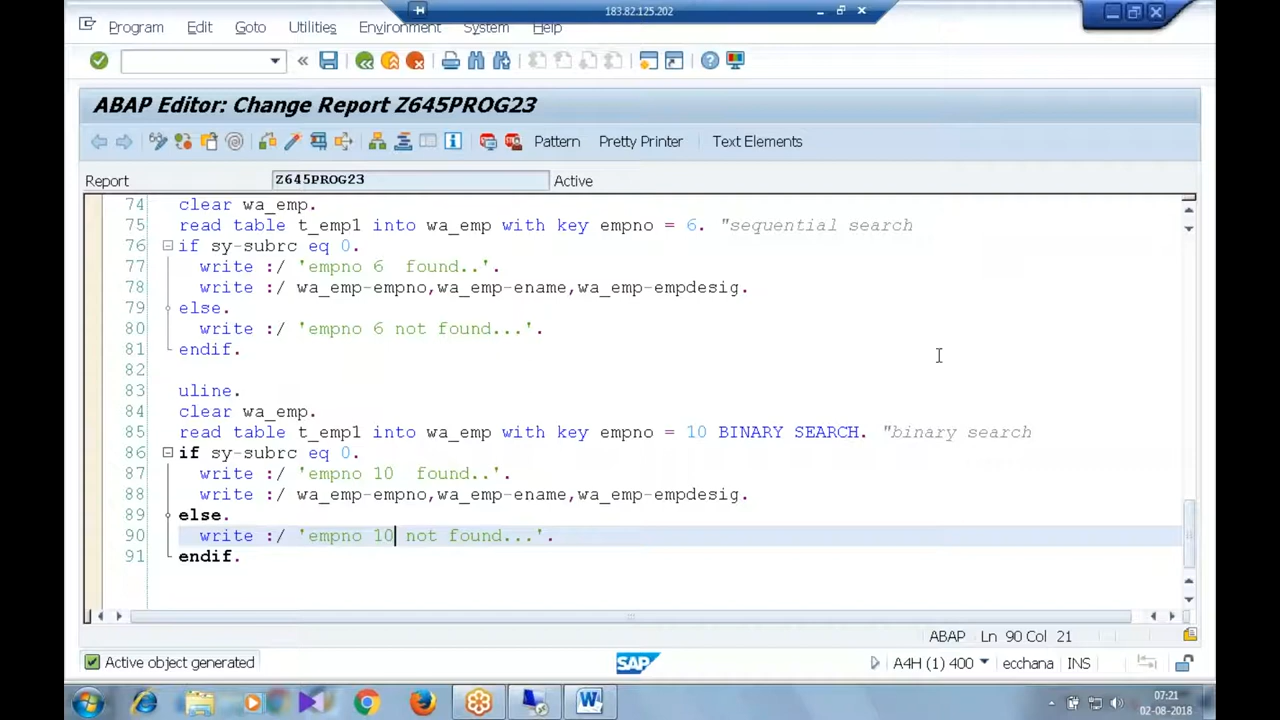 183.82.125.202
Program Edit Goto Utilities Environment System Help
ABAP Editor: Change Report Z645PROG23
Pattern Pretty Printer Text Elements
Report Z645PROG23 Active
74 clear wa_emp.
75 read table t_emp1 into wa_emp with key empno = 6. "sequential search
76 if sy-subrc eq 0.
77 write :/ 'empno 6  found..'.
78 write :/ wa_emp-empno,wa_emp-ename,wa_emp-empdesig.
79 else.
80 write :/ 'empno 6 not found...'.
81 endif.
82
83 uline.
84 clear wa_emp.
85 read table t_emp1 into wa_emp with key empno = 10 BINARY SEARCH. "binary search
86 if sy-subrc eq 0.
87 write :/ 'empno 10  found..'.
88 write :/ wa_emp-empno,wa_emp-ename,wa_emp-empdesig.
89 else.
90 write :/ 'empno 10 not found...'.
91 endif.
ABAP Ln 90 Col 21
Active object generated SAP A4H (1) 400 ecchana INS
07:21
02-08-2018